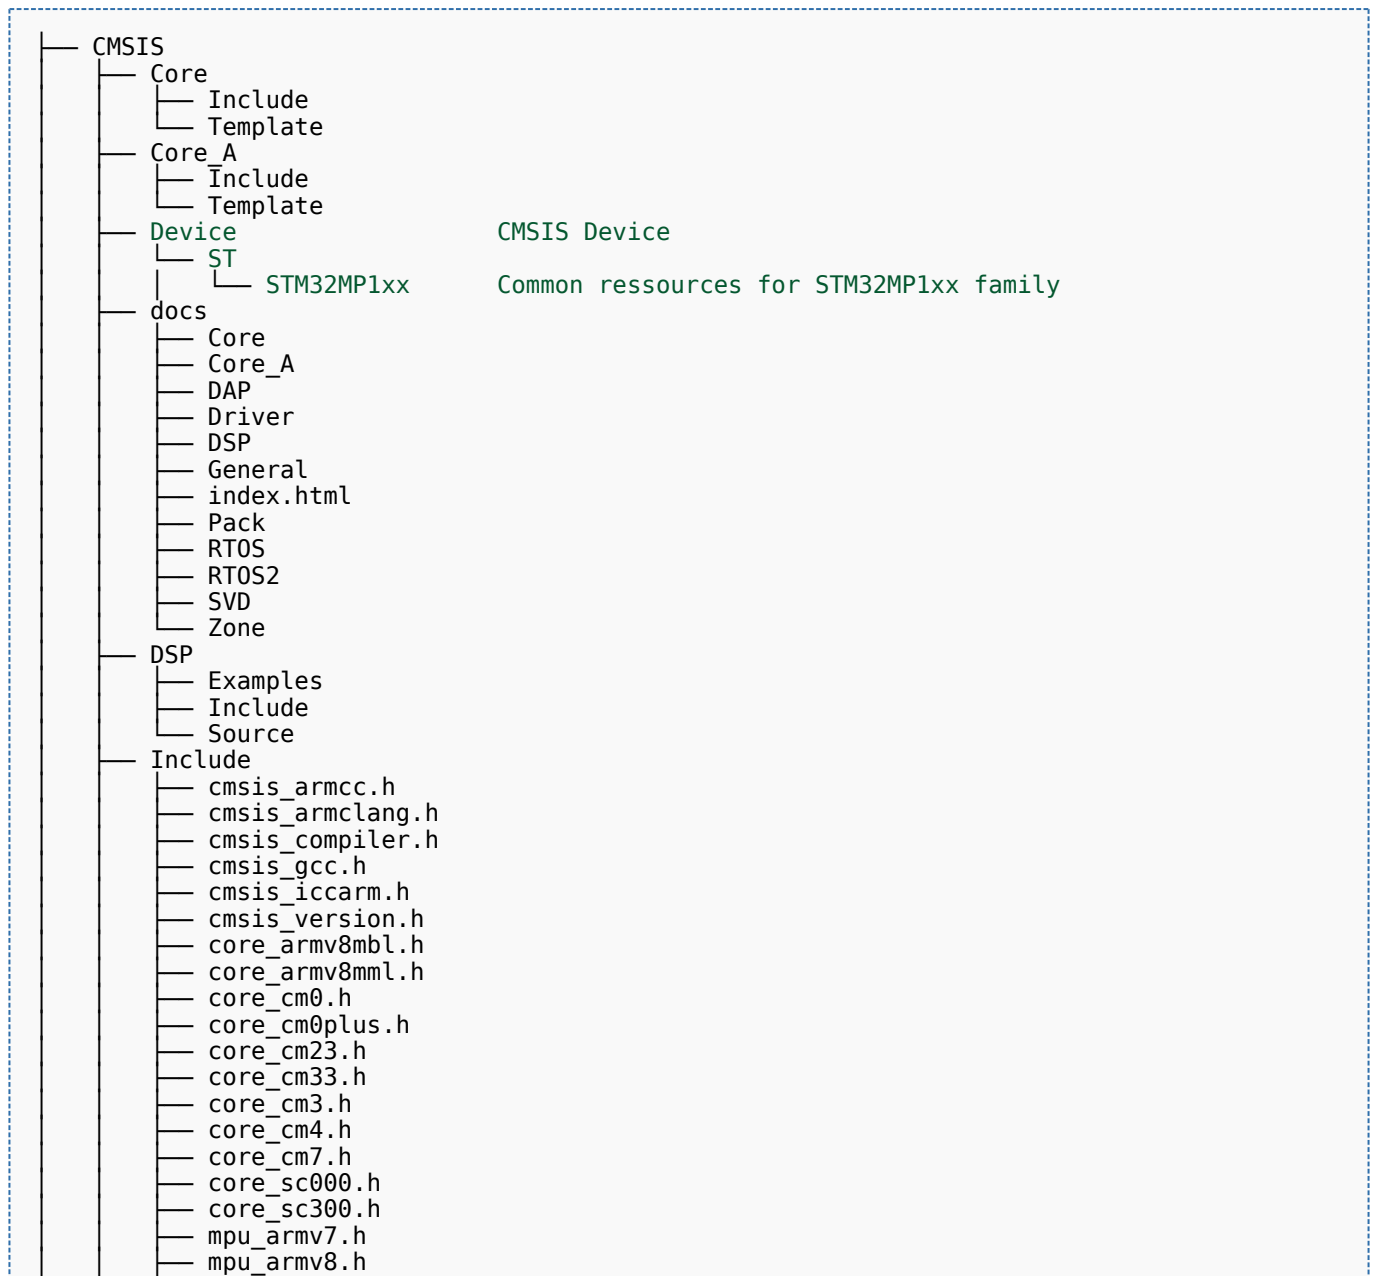 ├── CMSIS
│   ├── Core
│   │   ├── Include
│   │   └── Template
│   ├── Core_A
│   │   ├── Include
│   │   └── Template
│   ├── Device                  CMSIS Device
│   │   └── ST
│   │   │   └── STM32MP1xx      Common ressources for STM32MP1xx family
│   ├── docs
│   │   ├── Core
│   │   ├── Core_A
│   │   ├── DAP
│   │   ├── Driver
│   │   ├── DSP
│   │   ├── General
│   │   ├── index.html
│   │   ├── Pack
│   │   ├── RTOS
│   │   ├── RTOS2
│   │   ├── SVD
│   │   └── Zone
│   ├── DSP
│   │   ├── Examples
│   │   ├── Include
│   │   └── Source
│   ├── Include
│   │   ├── cmsis_armcc.h
│   │   ├── cmsis_armclang.h
│   │   ├── cmsis_compiler.h
│   │   ├── cmsis_gcc.h
│   │   ├── cmsis_iccarm.h
│   │   ├── cmsis_version.h
│   │   ├── core_armv8mbl.h
│   │   ├── core_armv8mml.h
│   │   ├── core_cm0.h
│   │   ├── core_cm0plus.h
│   │   ├── core_cm23.h
│   │   ├── core_cm33.h
│   │   ├── core_cm3.h
│   │   ├── core_cm4.h
│   │   ├── core_cm7.h
│   │   ├── core_sc000.h
│   │   ├── core_sc300.h
│   │   ├── mpu_armv7.h
│   │   ├── mpu_armv8.h